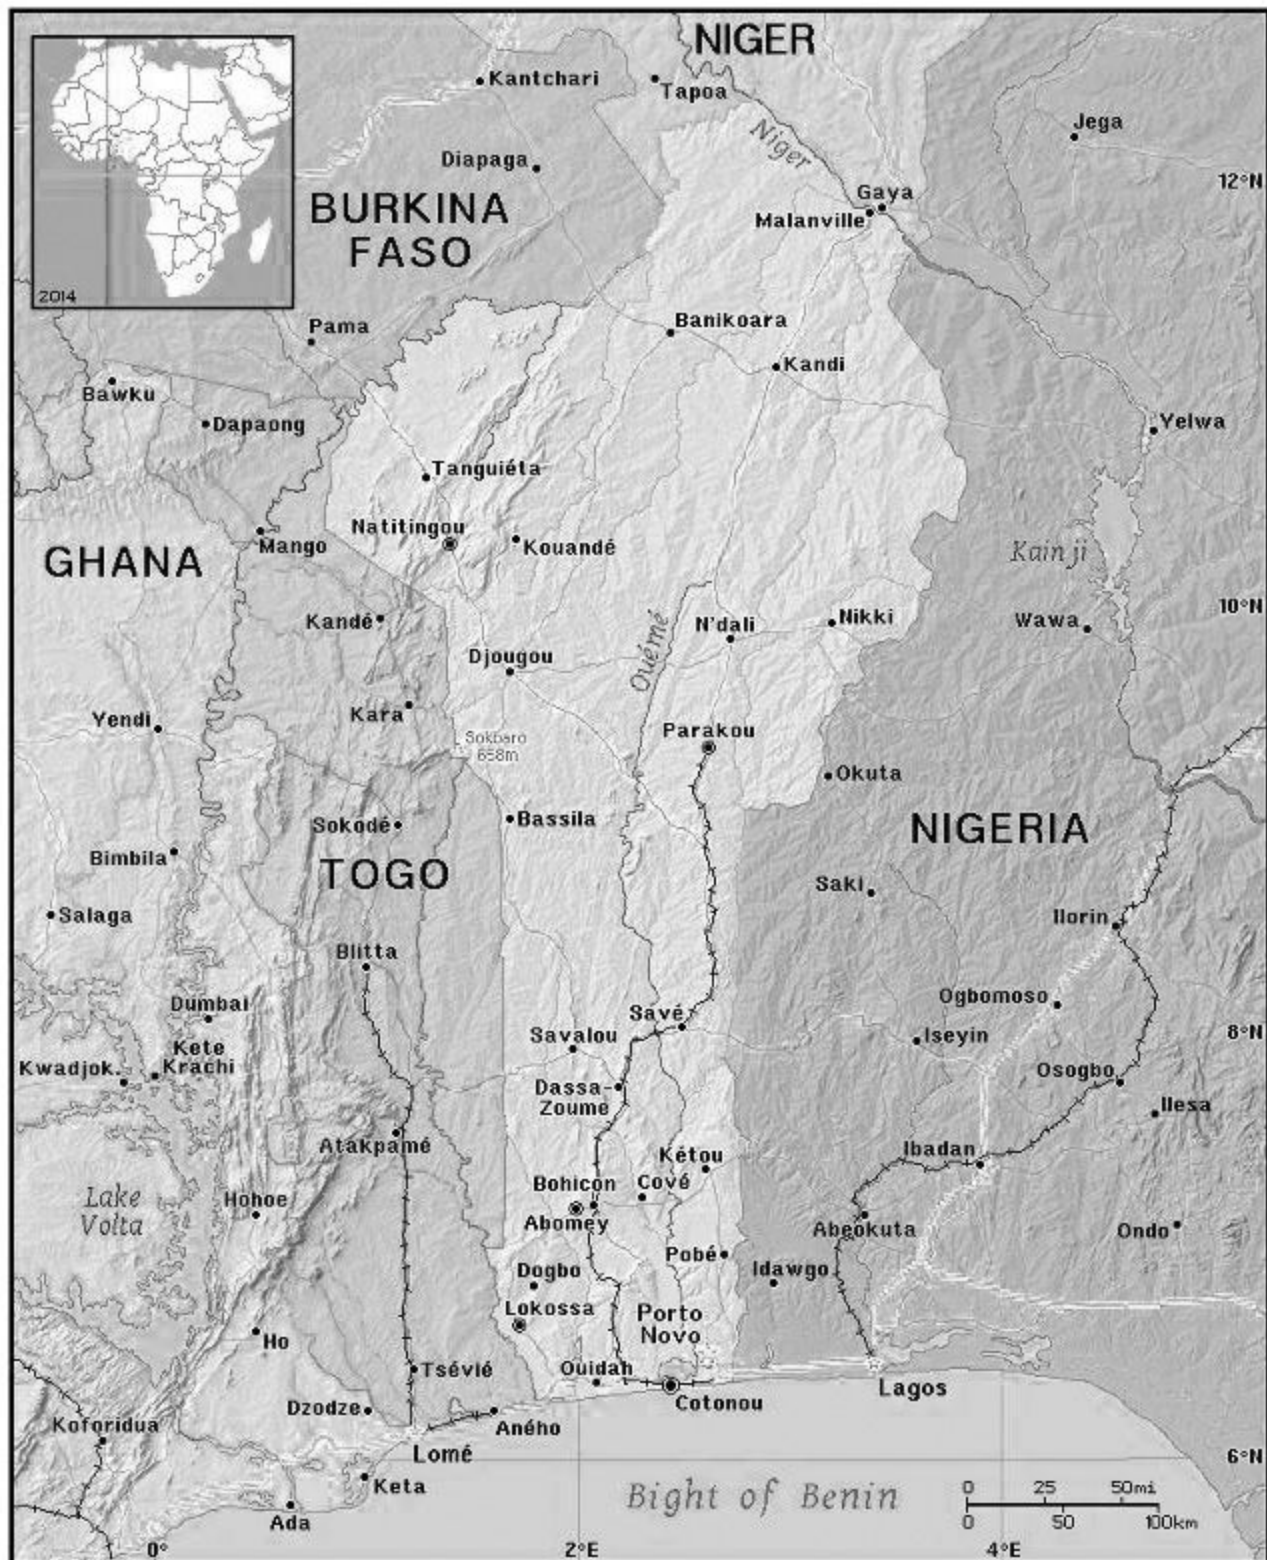 NIGER
Kantchari
Tapoa
Niger
Jega
Diapaga
12°N
BURKINA
FASO
Gaya
Malanville
2014
Pama
Banikoara
Kandi
Bawku
Dapaong
Yelwa
Tanguiéta
Natitingou
Kouandé
Mango
GHANA
Kainji
10°N
Kandé
N'dali
Nikki
Wawa
Ouémé
Djougou
Kara
Yendi
Sokbaro
658m
Parakou
Okuta
Sokodé
Bassila
NIGERIA
Bimbila
TOGO
Saki
Salaga
Ilorin
Blitta
Dumbai
Ogbomoso
Savé
Savalou
Iseyin
8°N
Kete
Krachi
Kwadjok.
Osogbo
Dassa-
Zoume
Ilesa
Atakpamé
Ibadan
Kétou
Bohicon
Cové
Lake
Volta
Hohoe
Abomey
Abeokuta
Ondo
Pobé
Idawgo
Dogbo
Lokossa
Porto
Novo
Ho
Tsévié
Ouidah
Cotonou
Lagos
Dzodze
Aného
Koforidua
Lomé
6°N
Keta
Bight of Benin
0 25 50mi
0 50 100km
Ada
0°
2°E
4°E